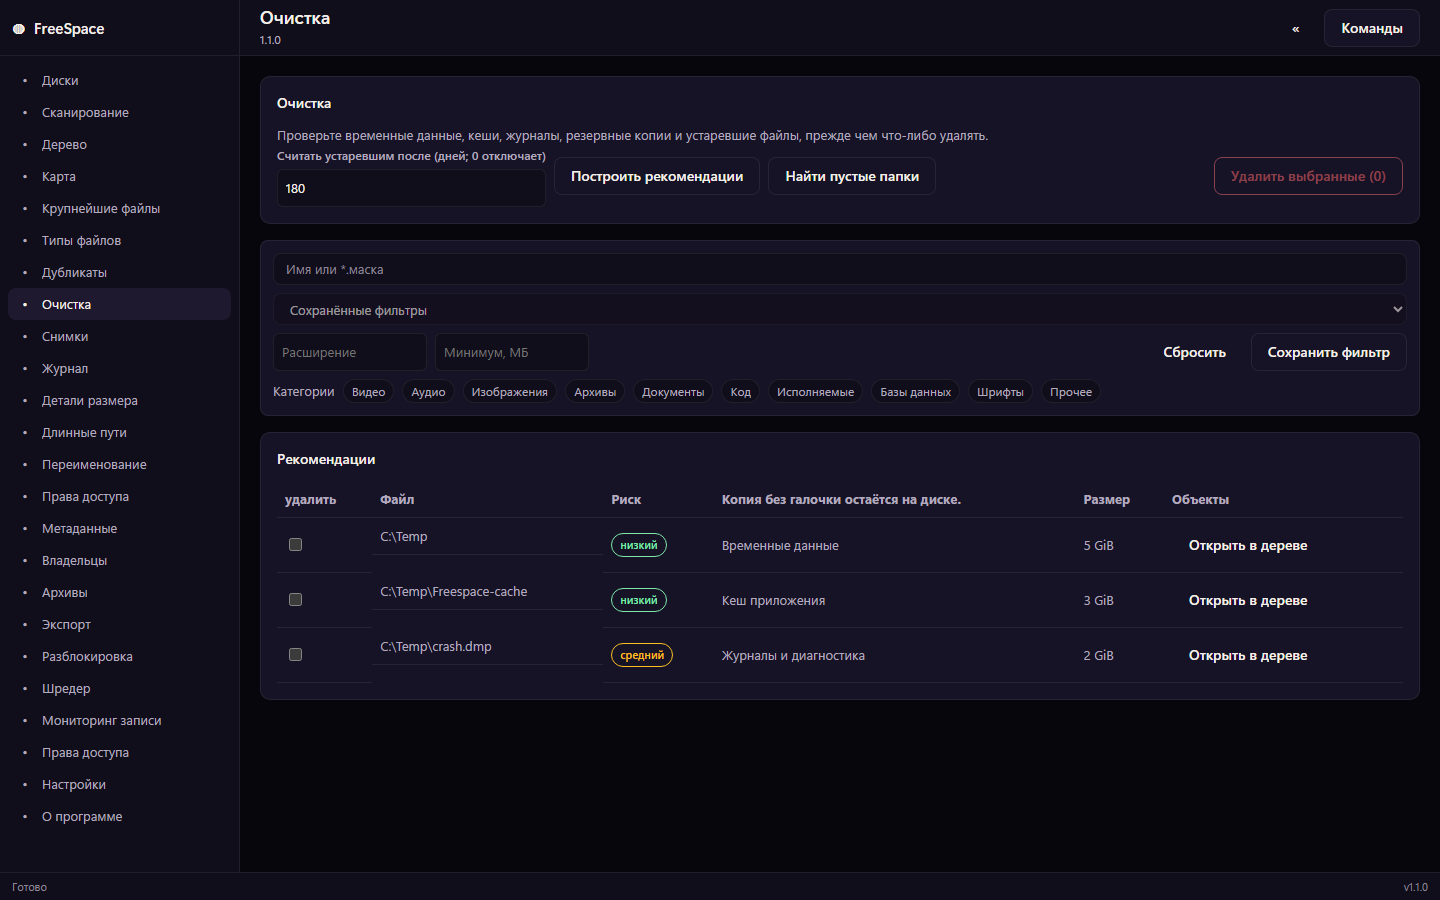 FreeSpace
Очистка
1.1.0
«
Команды
• Диски
• Сканирование
• Дерево
• Карта
• Крупнейшие файлы
• Типы файлов
• Дубликаты
• Очистка
• Снимки
• Журнал
• Детали размера
• Длинные пути
• Переименование
• Права доступа
• Метаданные
• Владельцы
• Архивы
• Экспорт
• Разблокировка
• Шредер
• Мониторинг записи
• Права доступа
• Настройки
• О программе
Очистка
Проверьте временные данные, кеши, журналы, резервные копии и устаревшие файлы, прежде чем что-либо удалять.
Считать устаревшим после (дней; 0 отключает)
180
Построить рекомендации
Найти пустые папки
Удалить выбранные (0)
Имя или *.маска
Сохранённые фильтры
Расширение
Минимум, МБ
Сбросить
Сохранить фильтр
Категории Видео Аудио Изображения Архивы Документы Код Исполняемые Базы данных Шрифты Прочее
Рекомендации
удалить Файл Риск Копия без галочки остаётся на диске. Размер Объекты
C:\Temp низкий Временные данные 5 GiB Открыть в дереве
C:\Temp\Freespace-cache низкий Кеш приложения 3 GiB Открыть в дереве
C:\Temp\crash.dmp средний Журналы и диагностика 2 GiB Открыть в дереве
Готово
v1.1.0